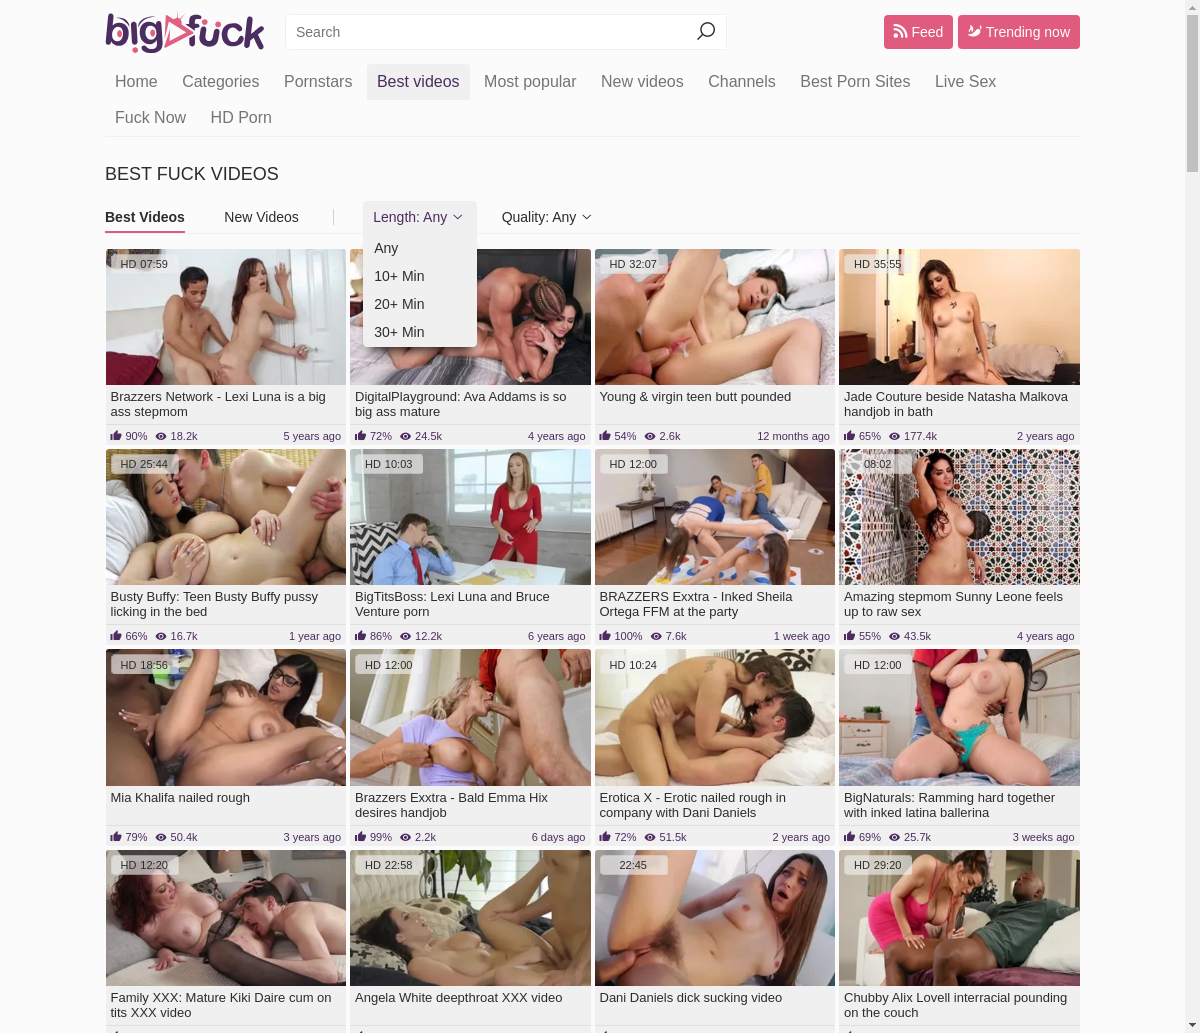 bigfuck
Search
Feed
Trending now
Home Categories Pornstars Best videos Most popular New videos Channels Best Porn Sites Live Sex
Fuck Now HD Porn
BEST FUCK VIDEOS
Best Videos New Videos Length: Any Quality: Any
Any
10+ Min
20+ Min
30+ Min
HD 07:59
Brazzers Network - Lexi Luna is a big
ass stepmom
90% 18.2k 5 years ago
DigitalPlayground: Ava Addams is so
big ass mature
72% 24.5k 4 years ago
HD 32:07
Young & virgin teen butt pounded
54% 2.6k 12 months ago
HD 35:55
Jade Couture beside Natasha Malkova
handjob in bath
65% 177.4k 2 years ago
HD 25:44
Busty Buffy: Teen Busty Buffy pussy
licking in the bed
66% 16.7k 1 year ago
HD 10:03
BigTitsBoss: Lexi Luna and Bruce
Venture porn
86% 12.2k 6 years ago
HD 12:00
BRAZZERS Exxtra - Inked Sheila
Ortega FFM at the party
100% 7.6k 1 week ago
08:02
Amazing stepmom Sunny Leone feels
up to raw sex
55% 43.5k 4 years ago
HD 18:56
Mia Khalifa nailed rough
79% 50.4k 3 years ago
HD 12:00
Brazzers Exxtra - Bald Emma Hix
desires handjob
99% 2.2k 6 days ago
HD 10:24
Erotica X - Erotic nailed rough in
company with Dani Daniels
72% 51.5k 2 years ago
HD 12:00
BigNaturals: Ramming hard together
with inked latina ballerina
69% 25.7k 3 weeks ago
HD 12:20
Family XXX: Mature Kiki Daire cum on
tits XXX video
HD 22:58
Angela White deepthroat XXX video
22:45
Dani Daniels dick sucking video
HD 29:20
Chubby Alix Lovell interracial pounding
on the couch